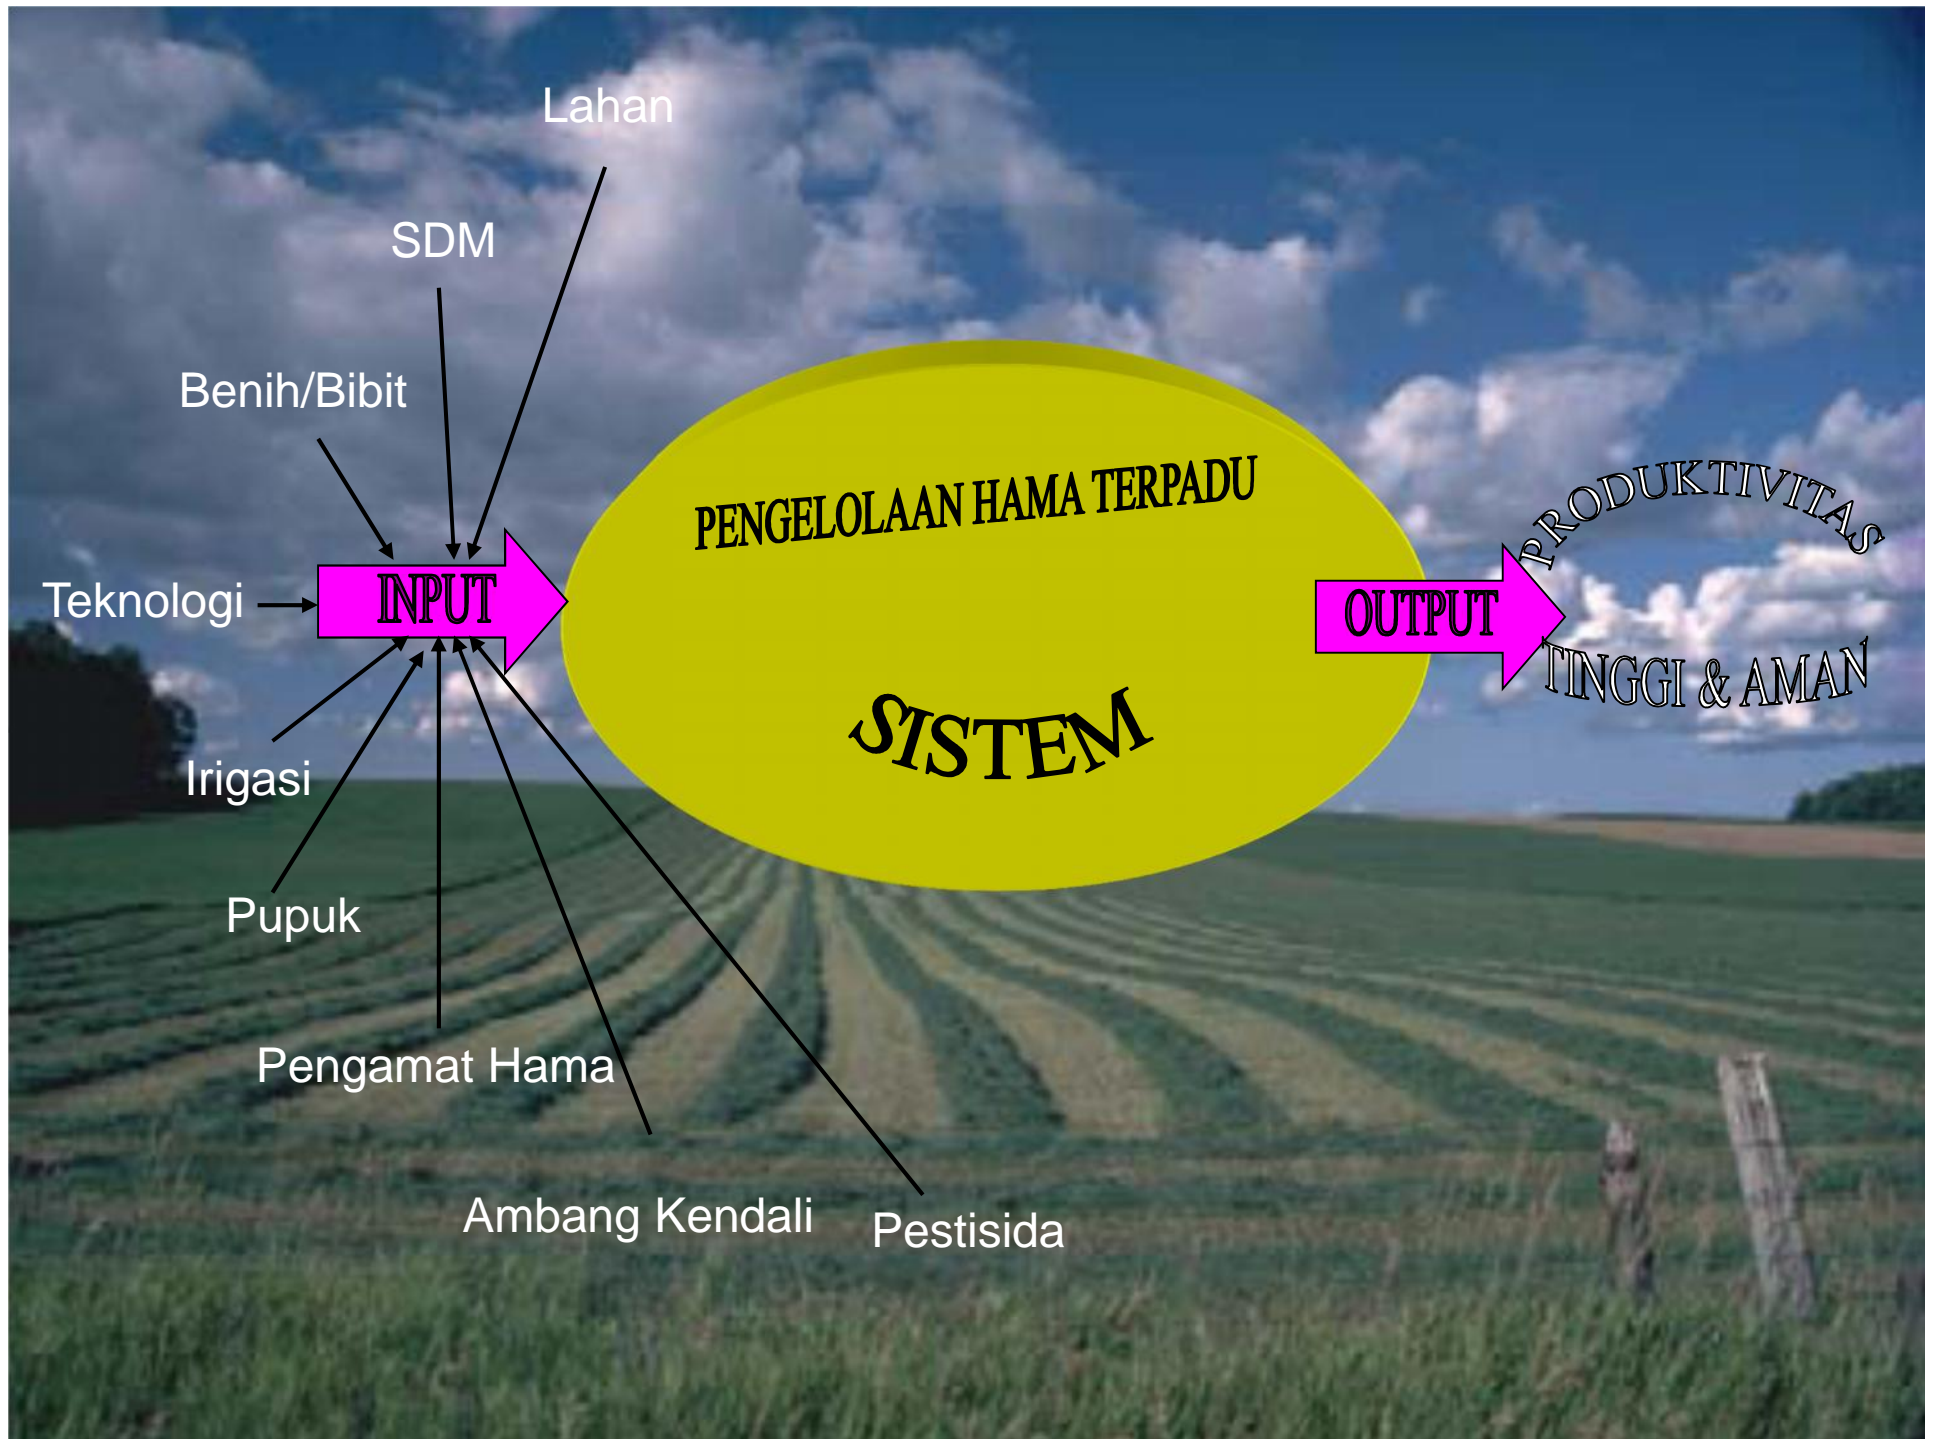 Lahan
SDM
Benih/Bibit
PENGELOLAAN HAMA TERPADU
PRODUKTIVITAS
Teknologi
INPUT
OUTPUT
TINGGI & AMAN
SISTEM
Irigasi
Pupuk
Pengamat Hama
Ambang Kendali
Pestisida